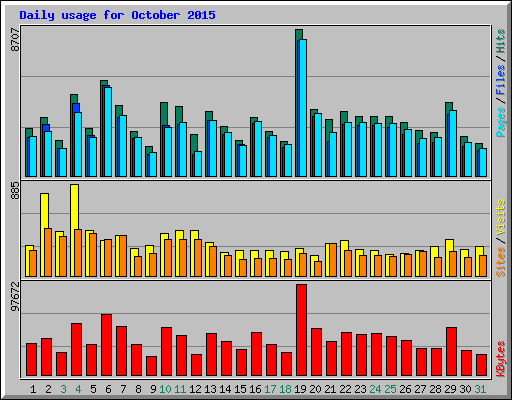 Daily usage for October 2015
8707
Pages / Files / Hits
885
Sites / Visits
97672
KBytes
1 2 3 4 5 6 7 8 9 10 11 12 13 14 15 16 17 18 19 20 21 22 23 24 25 26 27 28 29 30 31